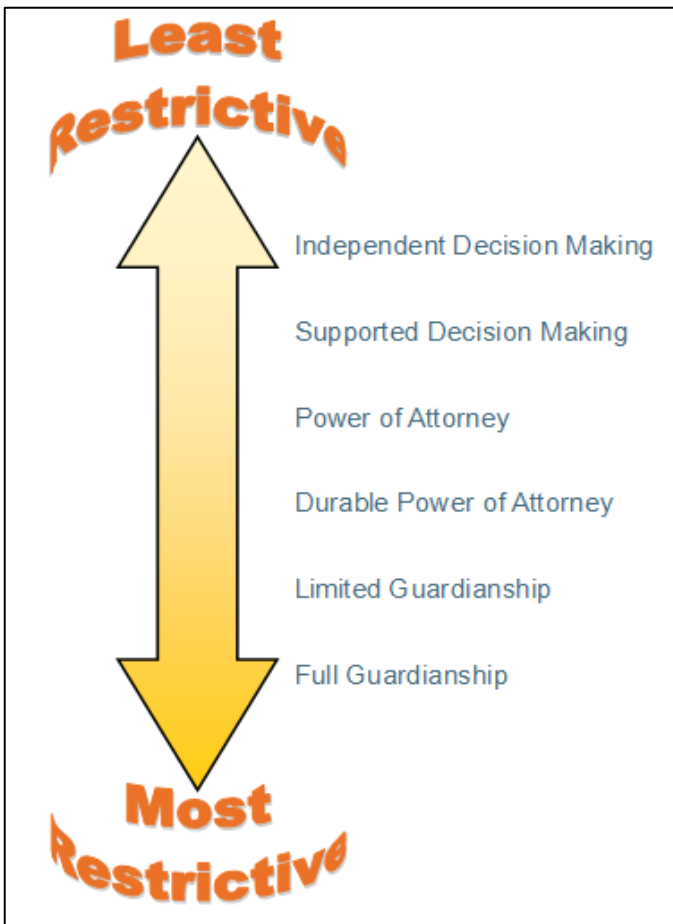 Least
Restrictive
Independent Decision Making
Supported Decision Making
Power of Attorney
Durable Power of Attorney
Limited Guardianship
Full Guardianship
Most
Restrictive